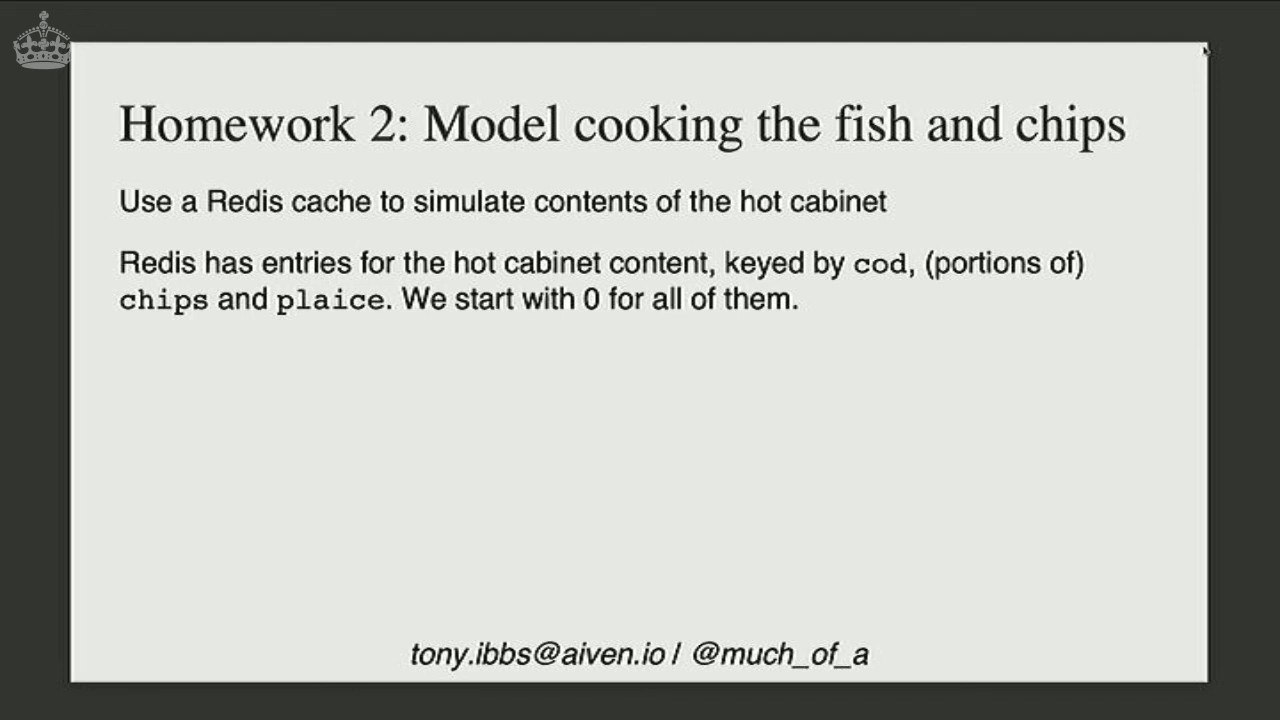 Homework 2: Model cooking the fish and chips
Use a Redis cache to simulate contents of the hot cabinet
Redis has entries for the hot cabinet content, keyed by cod, (portions of)
chips and plaice. We start with 0 for all of them.
tony.ibbs@aiven.io / @much_of_a